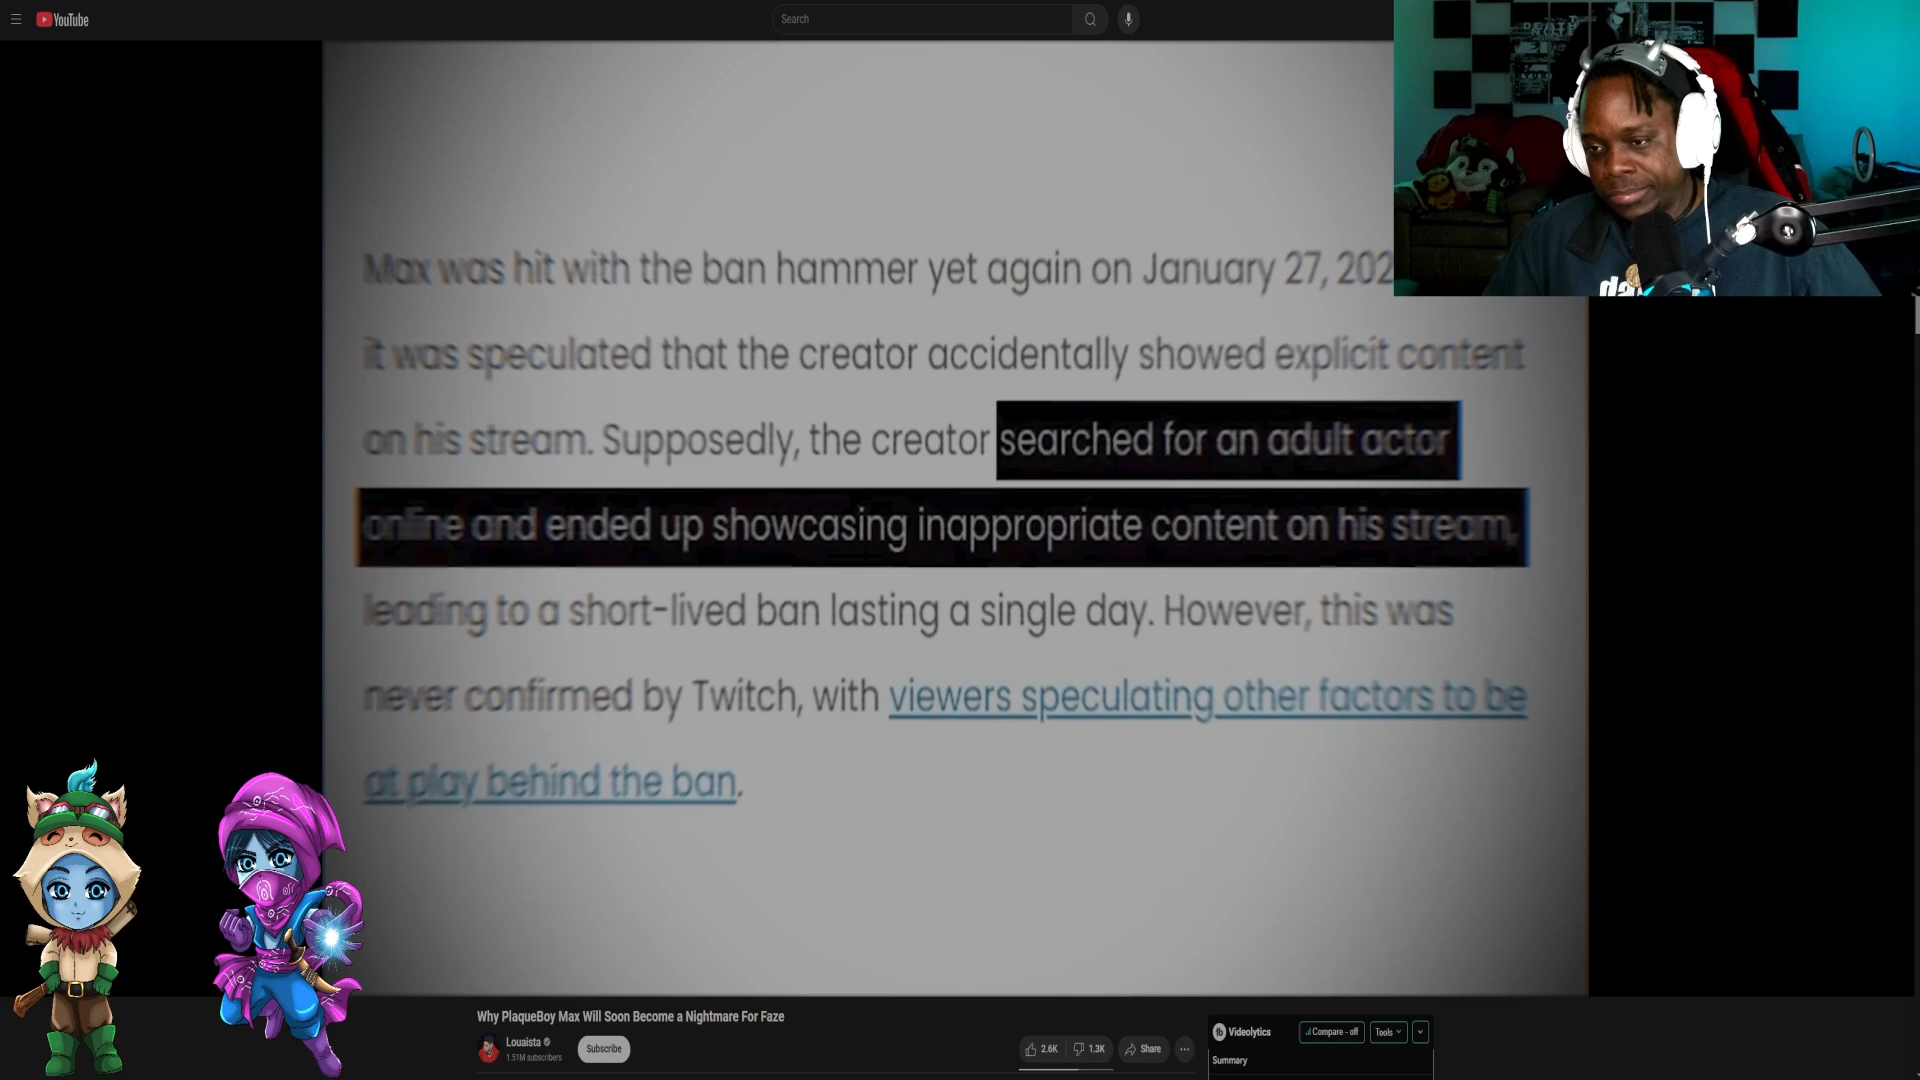 YouTube
Search
Max was hit with the ban hammer yet again on January 27, 202
it was speculated that the creator accidentally showed explicit content
on his stream. Supposedly, the creator searched for an adult actor
online and ended up showcasing inappropriate content on his stream,
leading to a short-lived ban lasting a single day. However, this was
never confirmed by Twitch, with viewers speculating other factors to be
at play behind the ban.
Why PlaqueBoy Max Will Soon Become a Nightmare For Faze
Louaista
1.51M subscribers
Subscribe
2.6K
1.3K
Share
Videolytics
Compare - off
Tools
Summary